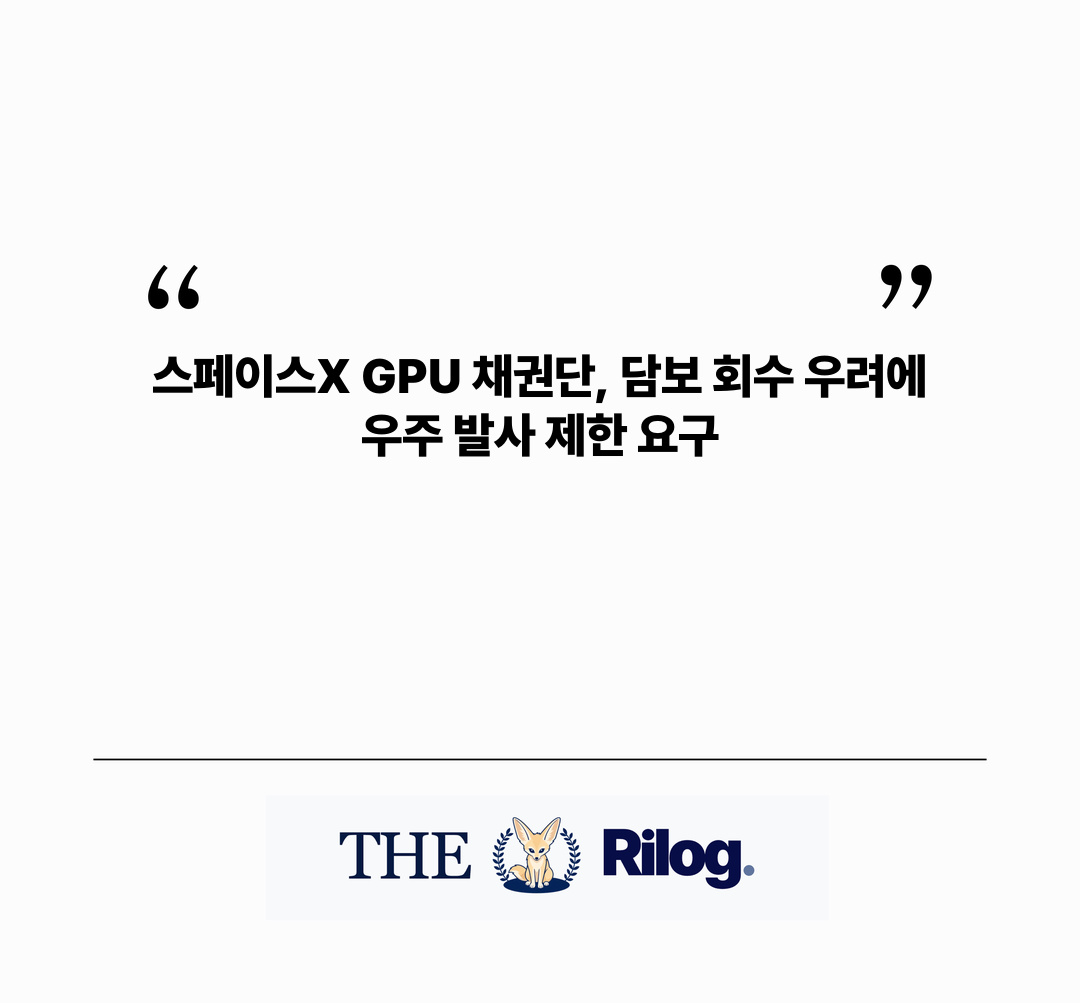 “ ”
스페이스X GPU 채권단, 담보 회수 우려에
우주 발사 제한 요구
THE Rilog.